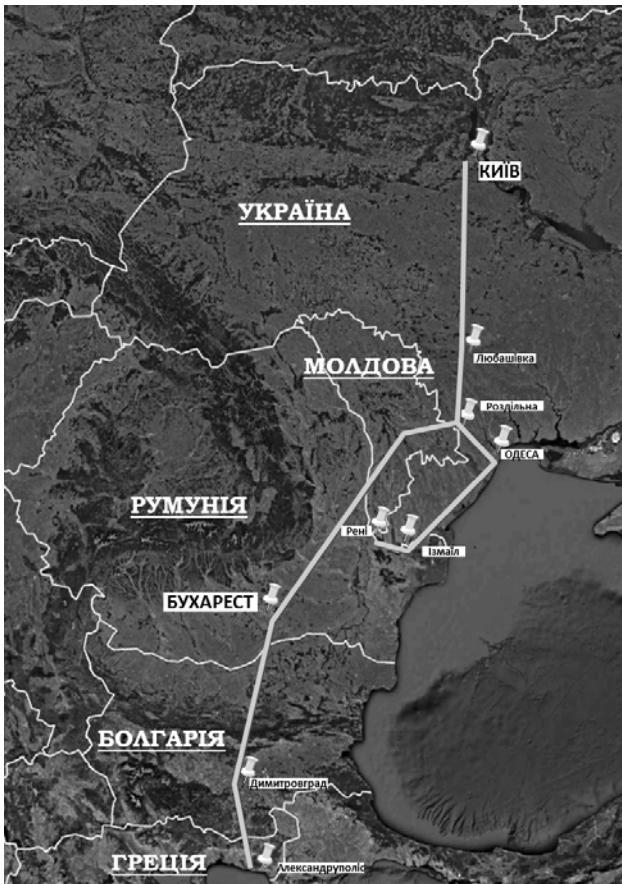 КИЇВ
УКРАЇНА
Любашівка
МОЛДОВА
Роздільна
ОДЕСА
РУМУНІЯ
Рені
Ізмаїл
БУХАРЕСТ
БОЛГАРІЯ
Димитровград
ГРЕЦІЯ
Александруполіс